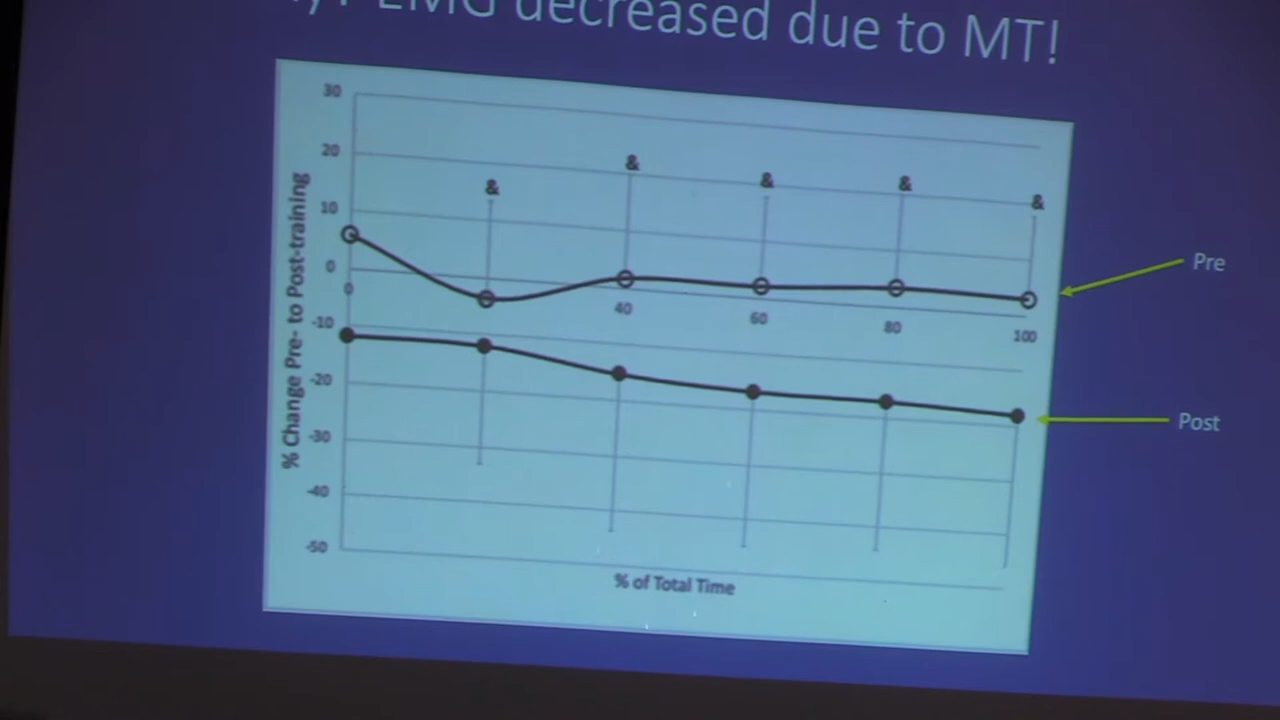 EMG decreased due to MT!
30
20
10
0
-10
-20
-30
-40
-50
% Change Pre- to Post-training
& & & & &
0 40 60 80 100
% of Total Time
Pre
Post